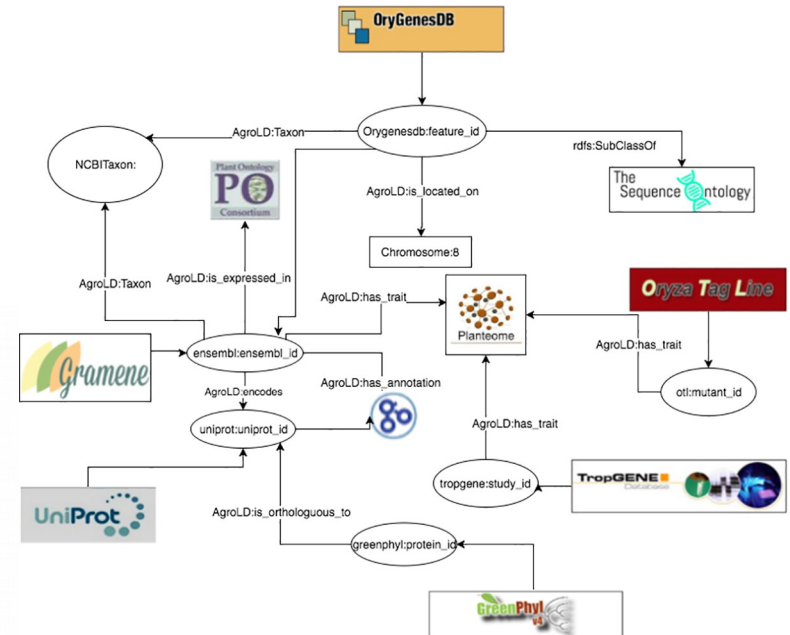 OryGenesDB
AgroLD:Taxon
Orygenesdb:feature_id
rdfs:SubClassOf
NCBITaxon:
Plant Ontology
PO
Consortium
AgroLD:is_located_on
The
Sequence Ontology
Chromosome:8
AgroLD:Taxon
AgroLD:is_expressed_in
AgroLD:has_trait
Planteome
Oryza Tag Line
AgroLD:has_trait
Gramene
ensembl:ensembl_id
AgroLD:encodes
AgroLD:has_annotation
go
otl:mutant_id
uniprot:uniprot_id
AgroLD:has_trait
UniProt
tropgene:study_id
TropGENE
Database
AgroLD:is_orthologuous_to
greenphyl:protein_id
GreenPhyl
v4